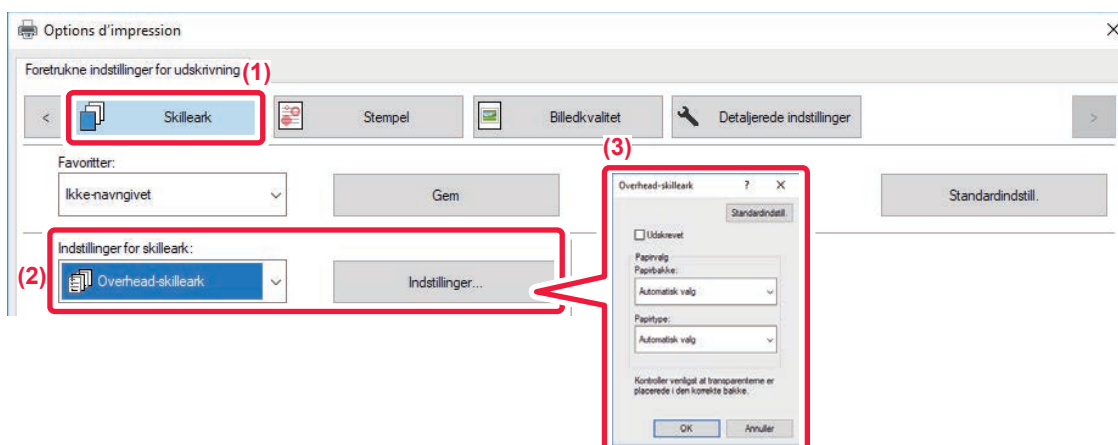 Options d'impression
Foretrukne indstillinger for udskrivning
(1)
<
Skilleark
Stempel
Billedkvalitet
Detaljerede indstillinger
>
Favoritter:
Ikke-navngivet
Gem
Standardindstill.
(2)
Indstillinger for skilleark:
Overhead-skilleark
Indstillinger...
(3)
Overhead-skilleark ? X
Standardindstill.
Udskrevet
Papirvalg
Papirbakke:
Automatisk valg
Papirtype:
Automatisk valg
Kontroller venligst at transparenterne er
placerede i den korrekte bakke.
OK Annuller